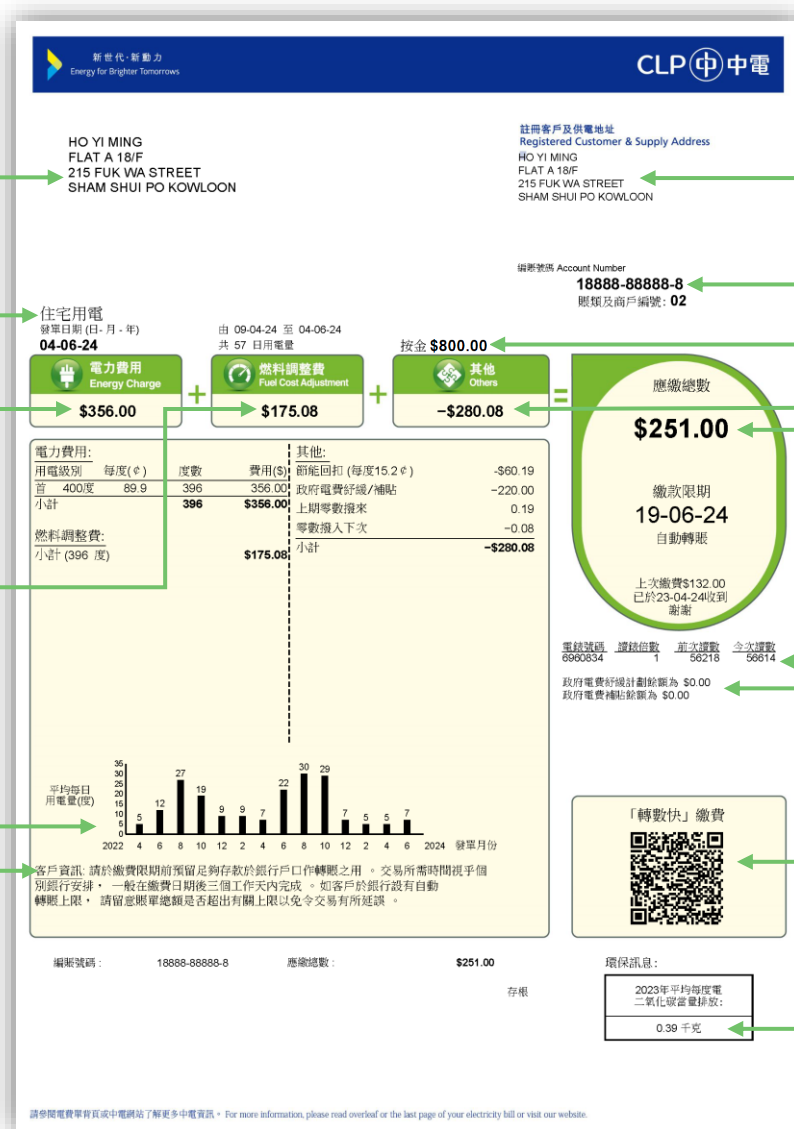 新世代·新動力
Energy for Brighter Tomorrows
CLP 中 中電
HO YI MING
FLAT A 18/F
215 FUK WA STREET
SHAM SHUI PO KOWLOON
註冊客戶及供電地址
Registered Customer & Supply Address
HO YI MING
FLAT A 18/F
215 FUK WA STREET
SHAM SHUI PO KOWLOON
編賬號碼 Account Number
18888-88888-8
賬類及商戶編號: 02
住宅用電
發單日期 (日- 月 - 年)
04-06-24
由 09-04-24 至 04-06-24
共 57 日用電量
按金 $800.00
電力費用
Energy Charge
$356.00
+
燃料調整費
Fuel Cost Adjustment
$175.08
+
其他
Others
−$280.08
=
應繳總數
$251.00
繳款限期
19-06-24
自動轉賬
上次繳費$132.00
已於23-04-24收到
謝謝
電力費用:
用電級別 每度(¢) 度數 費用($)
首 400度 89.9 396 356.00
小計 396 $356.00
燃料調整費:
小計 (396 度) $175.08
其他:
節能回扣 (每度15.2 ¢) -$60.19
政府電費紓緩/補貼 −220.00
上期零數撥來 0.19
零數撥入下次 −0.08
小計 −$280.08
電錶號碼 讀錶倍數 前次讀數 今次讀數
6960834 1 56218 56614
政府電費紓緩計劃餘額為 $0.00
政府電費補貼餘額為 $0.00
平均每日
用電量(度)
35
30
25
20
15
10
5
0
5 12 27 19 9 9 7 22 30 29 7 5 5 7
2022 4 6 8 10 12 2 4 6 8 10 12 2 4 6 2024 發單月份
客戶資訊: 請於繳費限期前預留足夠存款於銀行戶口作轉賬之用 。交易所需時間視乎個
別銀行安排， 一般在繳費日期後三個工作天內完成 。如客戶於銀行設有自動
轉賬上限， 請留意賬單總額是否超出有關上限以免令交易有所延誤 。
「轉數快」繳費
編賬號碼 : 18888-88888-8 應繳總數 : $251.00
存根
環保訊息 :
2023年平均每度電
二氧化碳當量排放:
0.39 千克
請參閱電費單背頁或中電網站了解更多中電資訊。 For more information, please read overleaf or the last page of your electricity bill or visit our website.